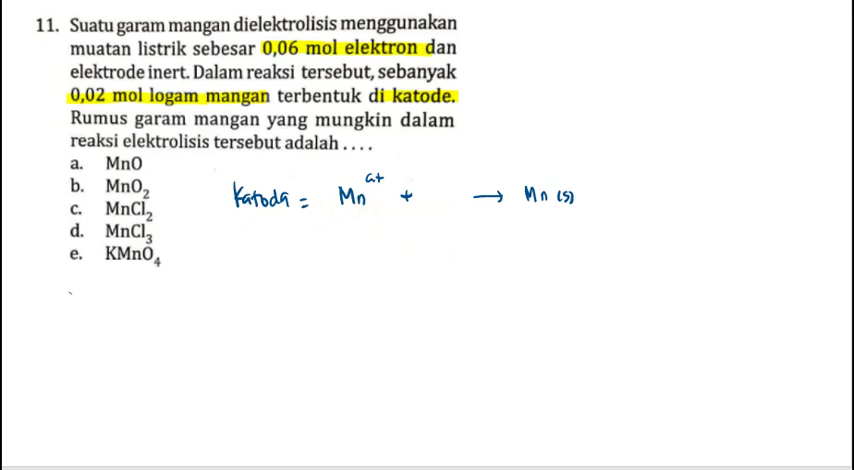 11. Suatu garam mangan dielektrolisis menggunakan
muatan listrik sebesar 0,06 mol elektron dan
elektrode inert. Dalam reaksi tersebut, sebanyak
0,02 mol logam mangan terbentuk di katode.
Rumus garam mangan yang mungkin dalam
reaksi elektrolisis tersebut adalah . . . .
a. MnO
b. MnO₂
c. MnCl₂
d. MnCl₃
e. KMnO₄
Katoda = Mn ᵃ⁺ + → Mn (s)